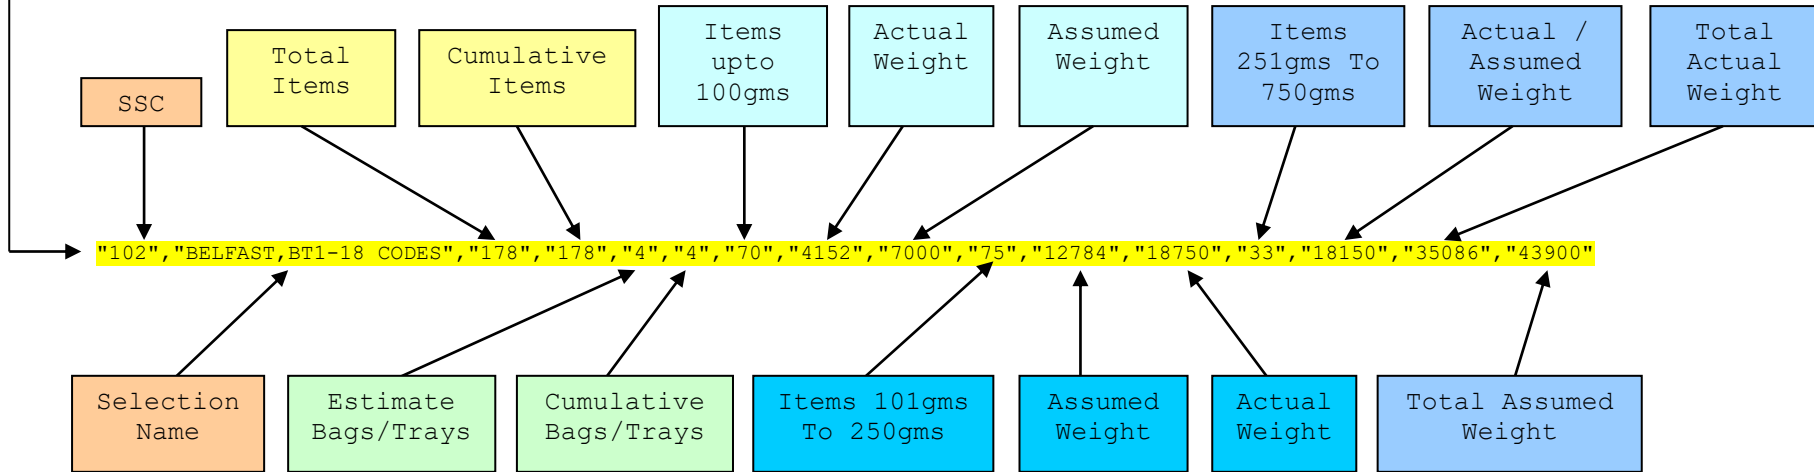 SSC
Total
Items
Cumulative
Items
Items
upto
100gms
Actual
Weight
Assumed
Weight
Items
251gms To
750gms
Actual /
Assumed
Weight
Total
Actual
Weight
"102","BELFAST,BT1-18 CODES","178","178","4","4","70","4152","7000","75","12784","18750","33","18150","35086","43900"
Selection
Name
Estimate
Bags/Trays
Cumulative
Bags/Trays
Items 101gms
To 250gms
Assumed
Weight
Actual
Weight
Total Assumed
Weight